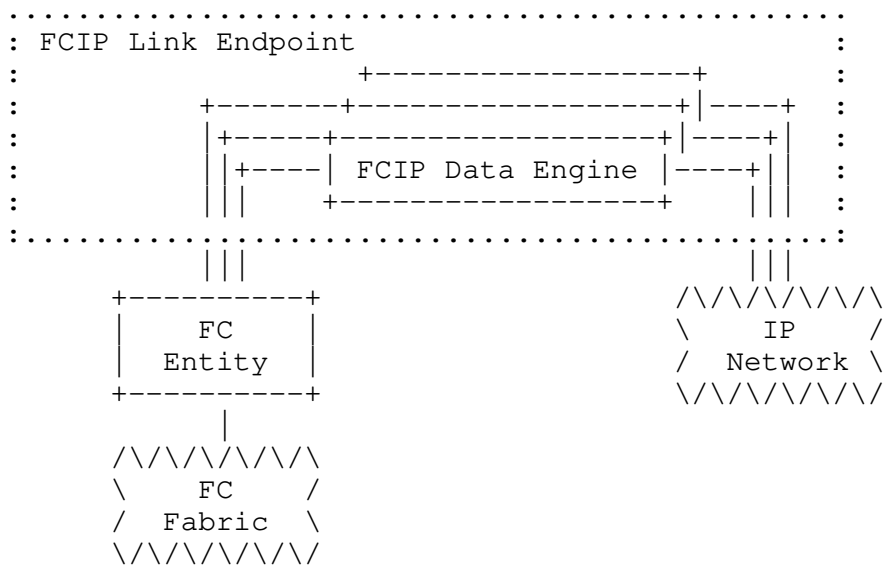 FCIP Link Endpoint
FCIP Data Engine
FC
Entity
IP
Network
FC
Fabric